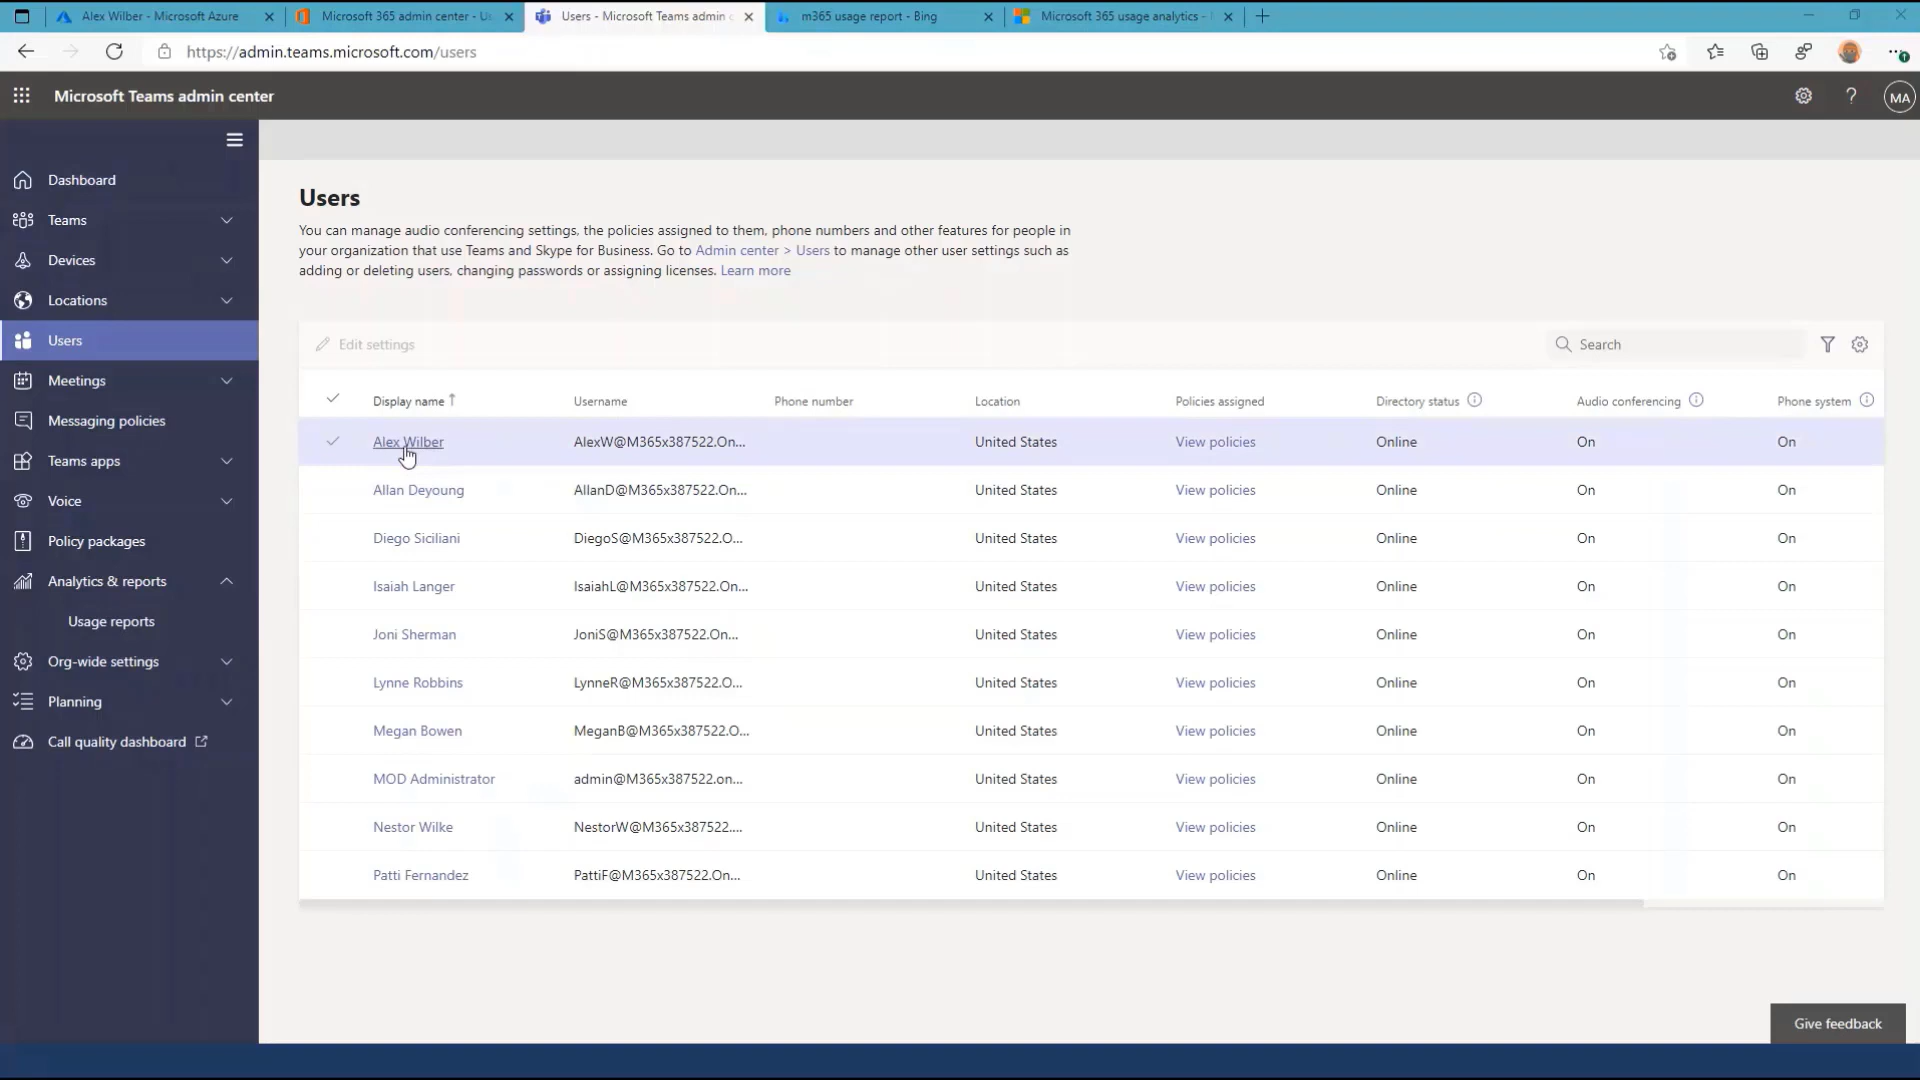 Alex Wilber - Microsoft Azure
Microsoft 365 admin center - Us
Users - Microsoft Teams admin c
m365 usage report - Bing
Microsoft 365 usage analytics -
https://admin.teams.microsoft.com/users
Microsoft Teams admin center
MA
Dashboard
Teams
Devices
Locations
Users
Meetings
Messaging policies
Teams apps
Voice
Policy packages
Analytics & reports
Usage reports
Org-wide settings
Planning
Call quality dashboard
Users
You can manage audio conferencing settings, the policies assigned to them, phone numbers and other features for people in
your organization that use Teams and Skype for Business. Go to Admin center > Users to manage other user settings such as
adding or deleting users, changing passwords or assigning licenses. Learn more
Edit settings
Search
Display name ↑ Username Phone number Location Policies assigned Directory status Audio conferencing Phone system
Alex Wilber AlexW@M365x387522.On... United States View policies Online On On
Allan Deyoung AllanD@M365x387522.On... United States View policies Online On On
Diego Siciliani DiegoS@M365x387522.O... United States View policies Online On On
Isaiah Langer IsaiahL@M365x387522.On... United States View policies Online On On
Joni Sherman JoniS@M365x387522.On... United States View policies Online On On
Lynne Robbins LynneR@M365x387522.O... United States View policies Online On On
Megan Bowen MeganB@M365x387522.O... United States View policies Online On On
MOD Administrator admin@M365x387522.on... United States View policies Online On On
Nestor Wilke NestorW@M365x387522.... United States View policies Online On On
Patti Fernandez PattiF@M365x387522.On... United States View policies Online On On
Give feedback